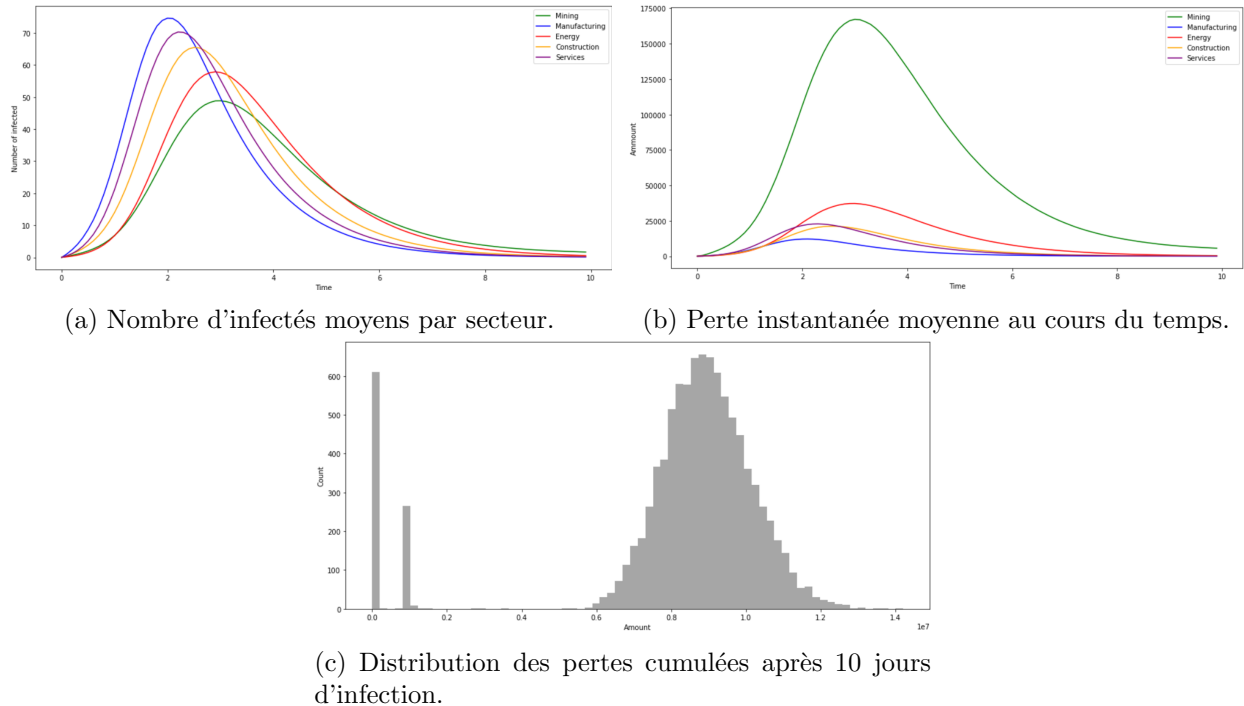 Mining
Manufacturing
Energy
Construction
Services
70
60
50
40
30
20
10
0
Number of infected
0 2 4 6 8 10
Time
(a) Nombre d'infectés moyens par secteur.
Mining
Manufacturing
Energy
Construction
Services
175000
150000
125000
100000
75000
50000
25000
0
Ammount
0 2 4 6 8 10
Time
(b) Perte instantanée moyenne au cours du temps.
600
500
400
300
200
100
0
Count
0.0 0.2 0.4 0.6 0.8 1.0 1.2 1.4
1e7
Amount
(c) Distribution des pertes cumulées après 10 jours
d'infection.